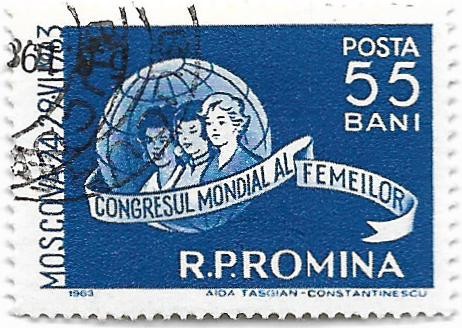 POSTA
55
BANI
MOSCOVA 24-29 VI 1963
CONGRESUL MONDIAL AL FEMEILOR
R.P.ROMINA
1963 AIDA TASGIAN-CONSTANTINESCU